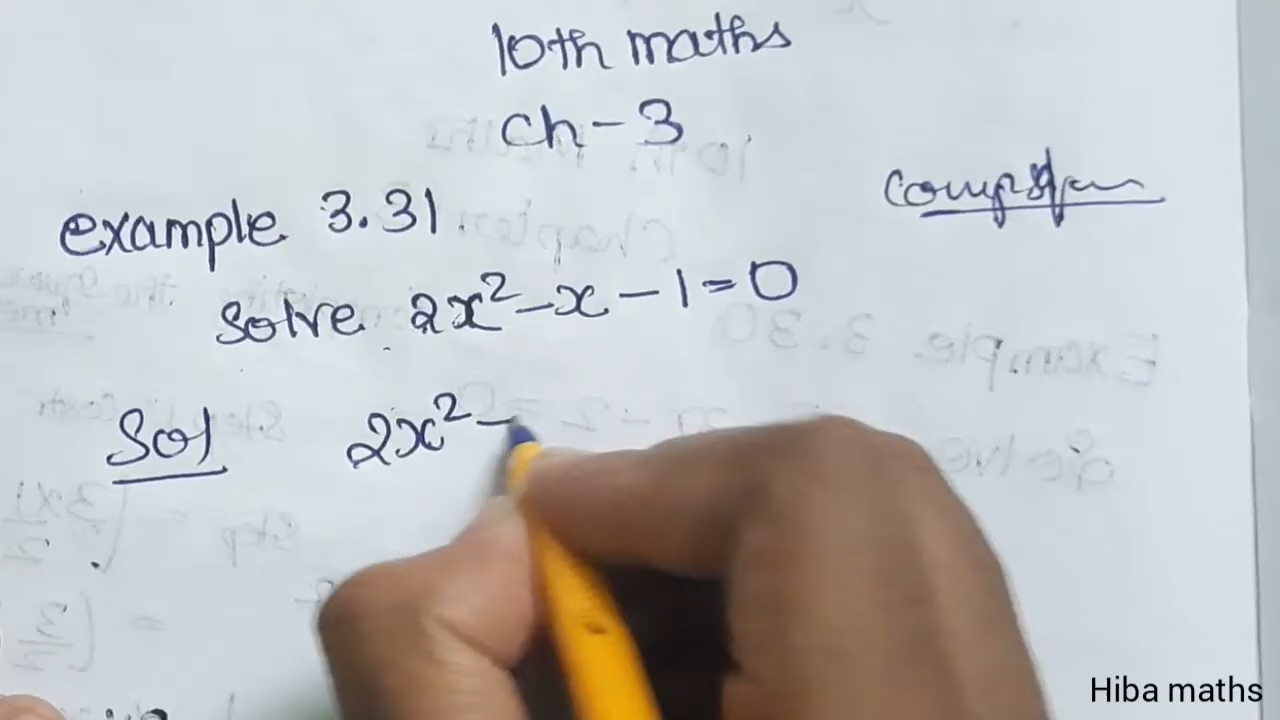 10th maths
ch - 3
example 3.31
solve 2x² - x - 1 = 0
Sol 2x² -
Hiba maths